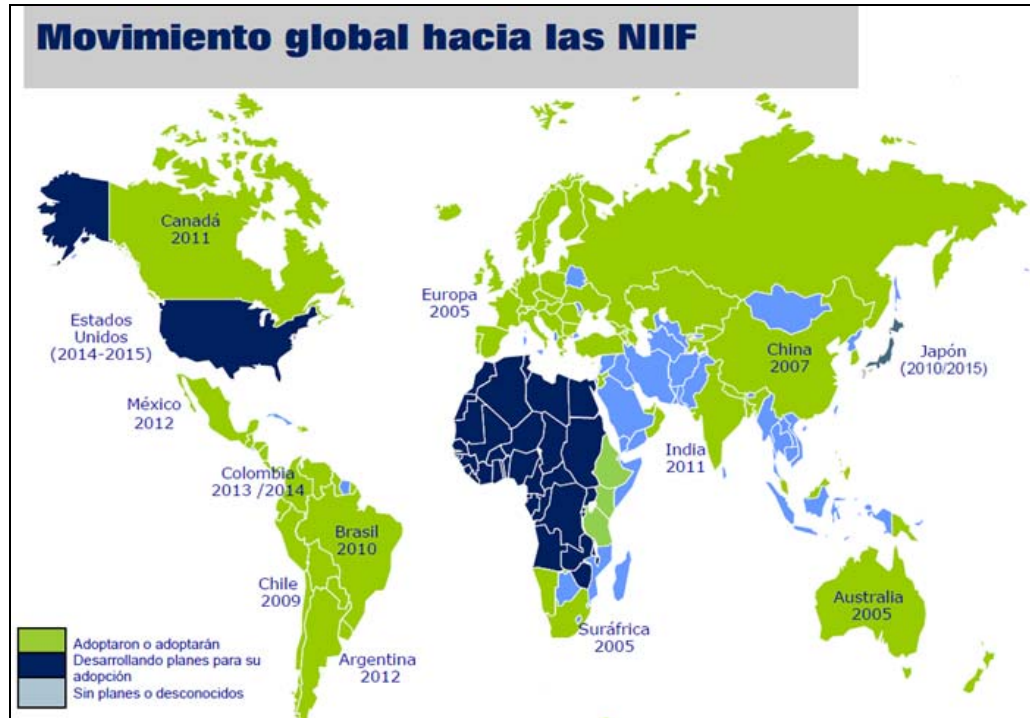 Movimiento global hacia las NIIF
Canadá
2011
Estados
Unidos
(2014-2015)
México
2012
Colombia
2013 /2014
Brasil
2010
Chile
2009
Argentina
2012
Europa
2005
China
2007
Japón
(2010/2015)
India
2011
Suráfrica
2005
Australia
2005
Adoptaron o adoptarán
Desarrollando planes para su
adopción
Sin planes o desconocidos